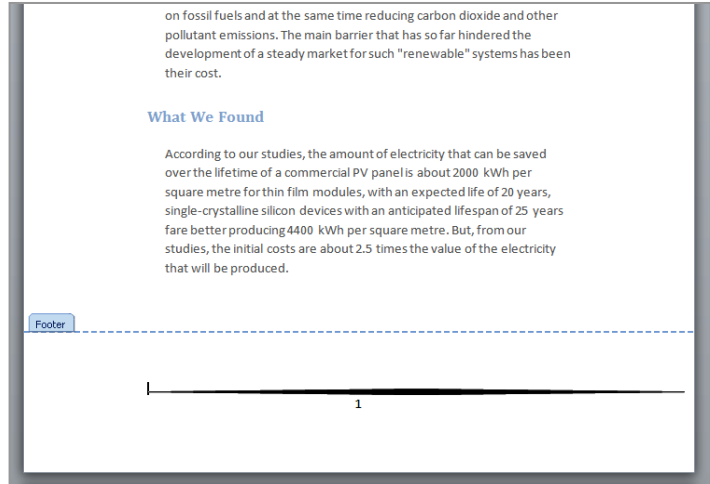 on fossil fuels and at the same time reducing carbon dioxide and other
pollutant emissions. The main barrier that has so far hindered the
development of a steady market for such "renewable" systems has been
their cost.
What We Found
According to our studies, the amount of electricity that can be saved
over the lifetime of a commercial PV panel is about 2000 kWh per
square metre for thin film modules, with an expected life of 20 years,
single-crystalline silicon devices with an anticipated lifespan of 25 years
fare better producing 4400 kWh per square metre. But, from our
studies, the initial costs are about 2.5 times the value of the electricity
that will be produced.
Footer
1